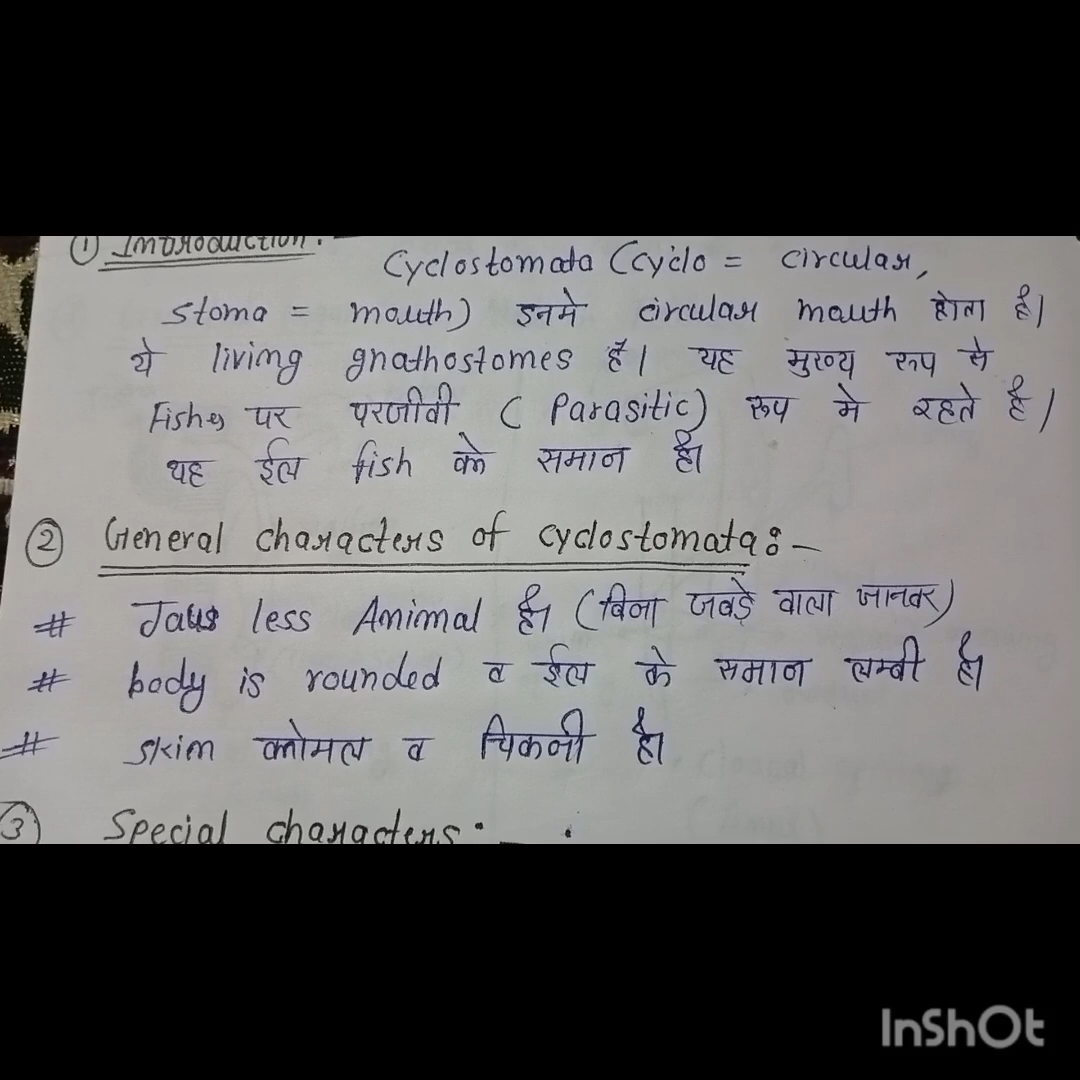 ① Introduction:
Cyclostomata (cyclo = circular,
stoma = mouth) इनमे circular mouth होता है।
ये living gnathostomes है। यह मुख्य रूप से
Fishes पर परजीवी ( Parasitic) रूप मे रहते है।
यह ईल fish के समान है।
② General characters of cyclostomata:-
# Jaws less Animal है। (बिना जबड़े वाला जानवर)
# body is rounded व ईल के समान लम्बी है।
# skin कोमल व चिकनी है।
③ Special characters:-
InShOt